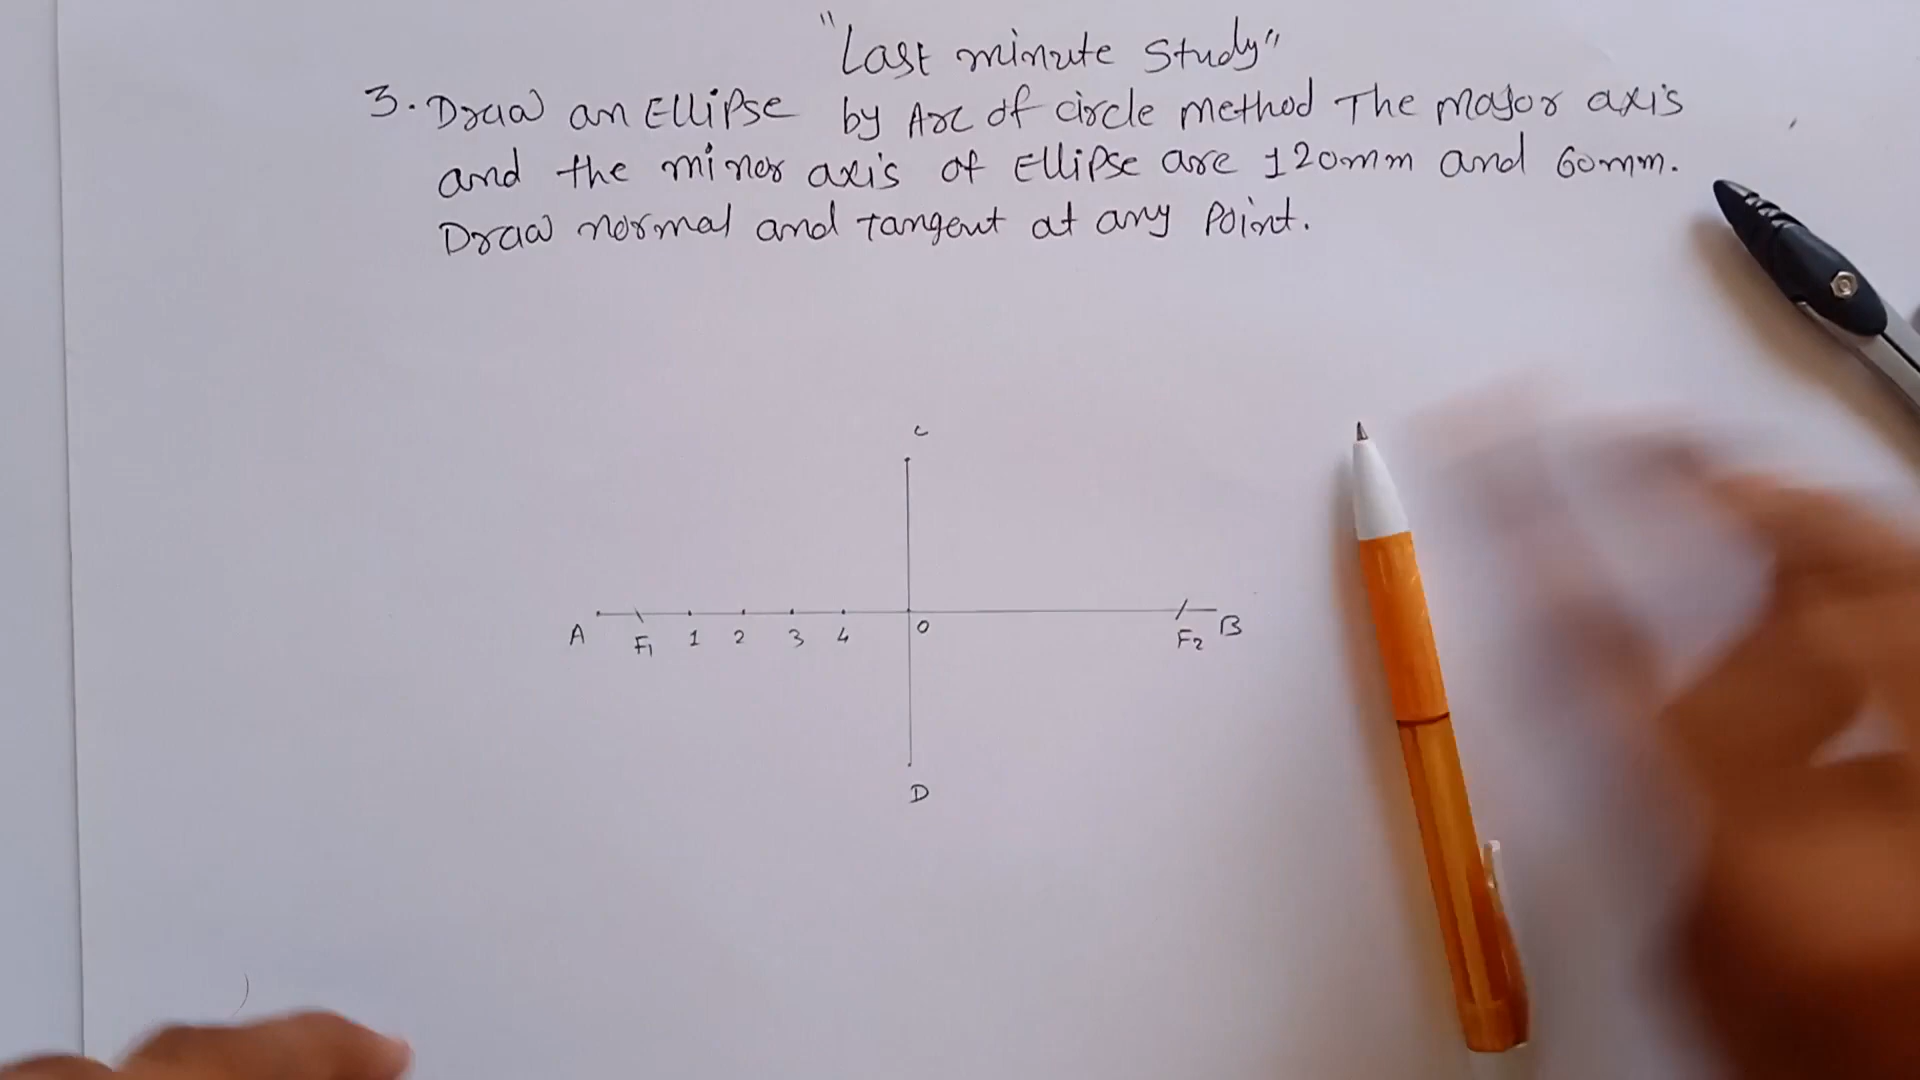 "Last minute Study"
3. Draw an Ellipse by Arc of circle method The major axis
and the minor axis of Ellipse are 120mm and 60mm.
Draw normal and Tangent at any Point.
C
A F1 1 2 3 4 O F2 B
D